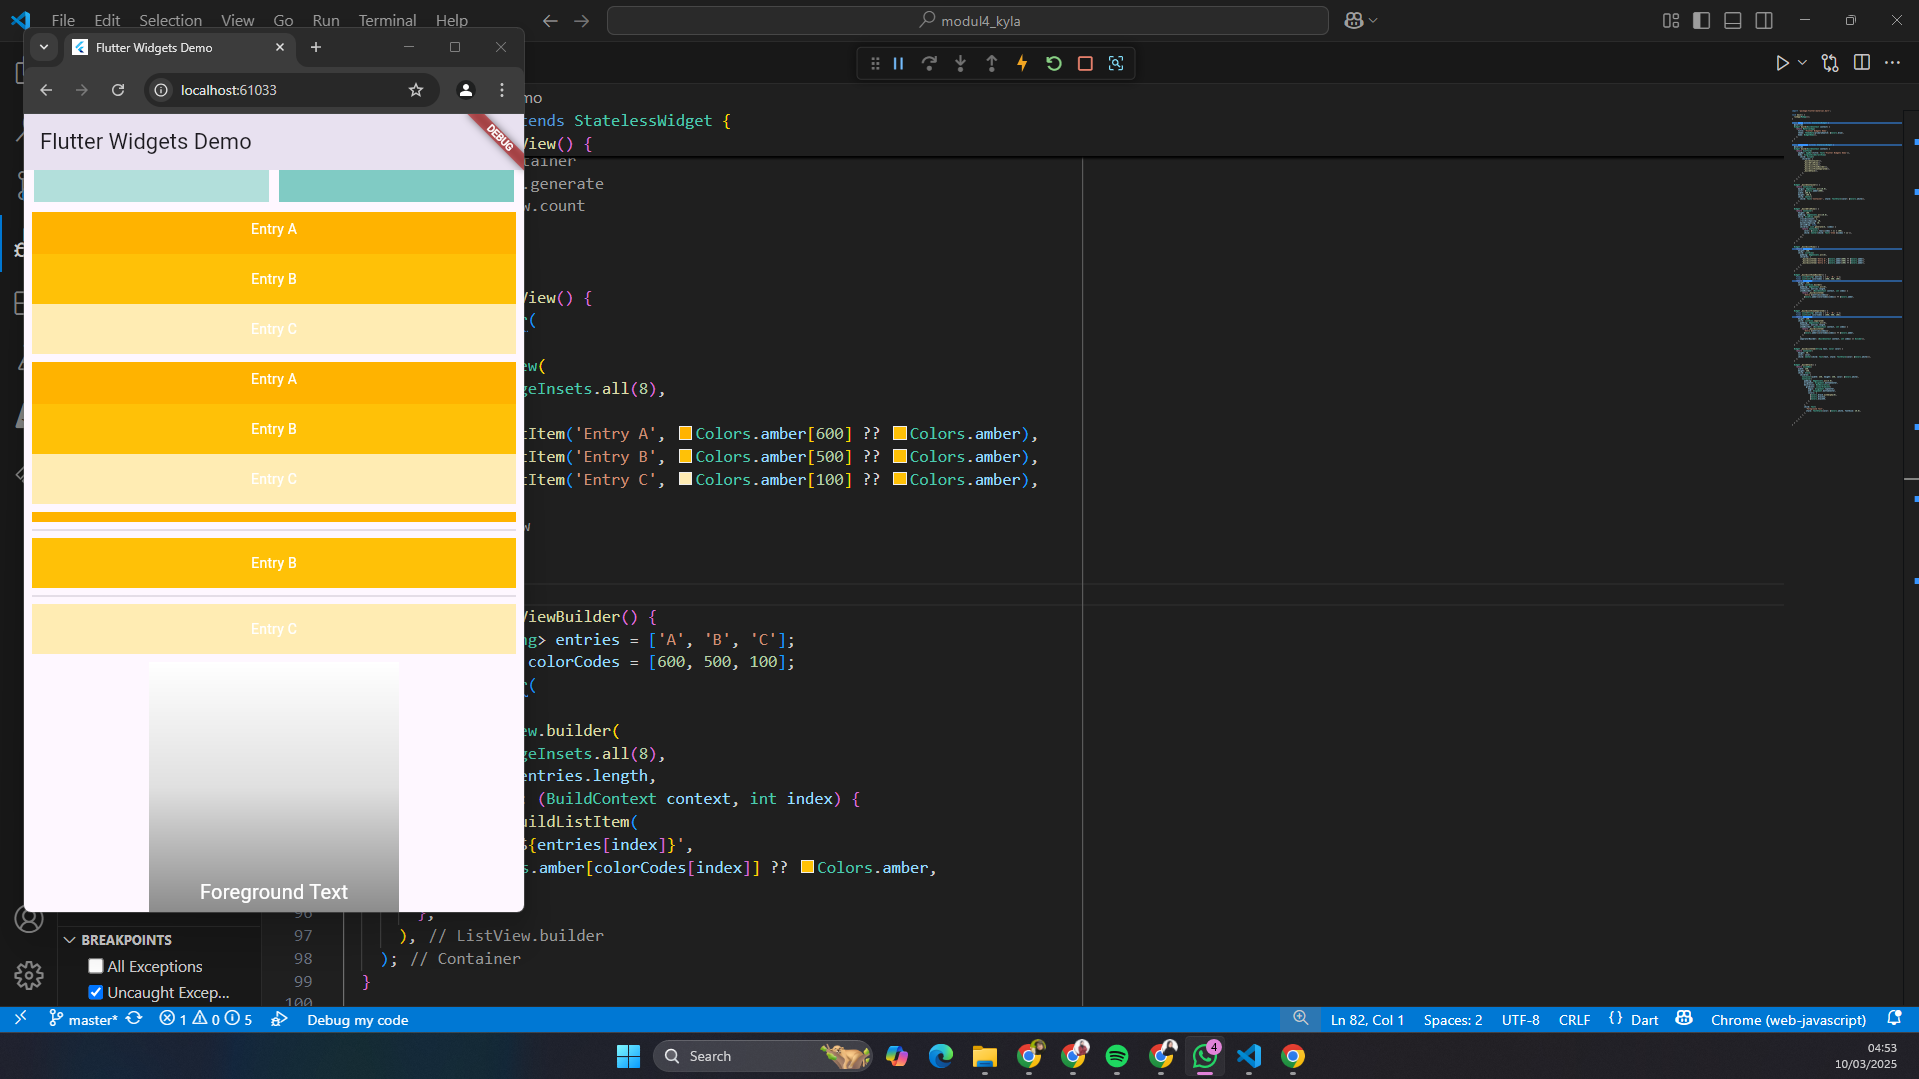 File Edit Selection View Go Run Terminal Help
modul4_kyla
Flutter Widgets Demo
localhost:61033
Flutter Widgets Demo
DEBUG
Entry A
Entry B
Entry C
Entry A
Entry B
Entry C
Entry B
Entry C
Foreground Text
mo
tends StatelessWidget {
View() {
tainer
.generate
w.count
View() {
r(
ew(
geInsets.all(8),
tItem('Entry A', Colors.amber[600] ?? Colors.amber),
tItem('Entry B', Colors.amber[500] ?? Colors.amber),
tItem('Entry C', Colors.amber[100] ?? Colors.amber),
w
ViewBuilder() {
ng> entries = ['A', 'B', 'C'];
colorCodes = [600, 500, 100];
r(
ew.builder(
geInsets.all(8),
entries.length,
(BuildContext context, int index) {
uildListItem(
${entries[index]}',
s.amber[colorCodes[index]] ?? Colors.amber,
96 },
97 ), // ListView.builder
98 ); // Container
99 }
100
BREAKPOINTS
All Exceptions
Uncaught Excep...
master* 1 0 5 Debug my code Ln 82, Col 1 Spaces: 2 UTF-8 CRLF {} Dart Chrome (web-javascript)
Search
4
04:53
10/03/2025